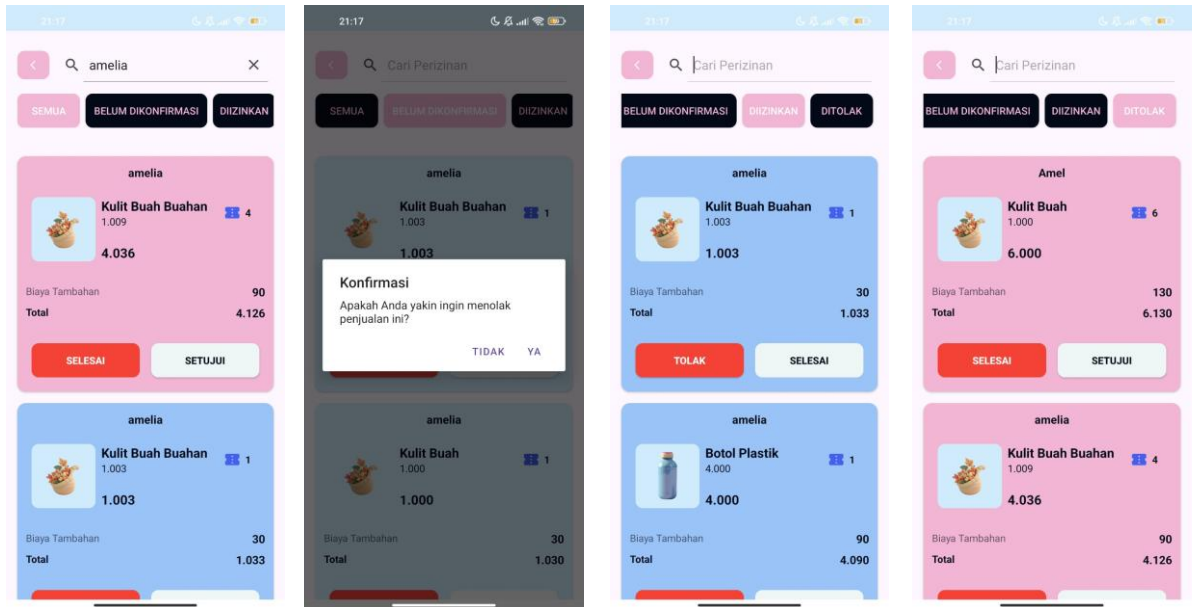 21:17
amelia
SEMUA BELUM DIKONFIRMASI DIIZINKAN
amelia
Kulit Buah Buahan 4
1.009
4.036
Biaya Tambahan 90
Total 4.126
SELESAI SETUJUI
amelia
Kulit Buah Buahan 1
1.003
1.003
Biaya Tambahan 30
Total 1.033
21:17
Cari Perizinan
SEMUA BELUM DIKONFIRMASI DIIZINKAN
amelia
Kulit Buah Buahan 1
1.003
1.003
Konfirmasi
Apakah Anda yakin ingin menolak
penjualan ini?
TIDAK YA
amelia
Kulit Buah 1
1.000
1.000
Biaya Tambahan 30
Total 1.030
21:17
Cari Perizinan
BELUM DIKONFIRMASI DIIZINKAN DITOLAK
amelia
Kulit Buah Buahan 1
1.003
1.003
Biaya Tambahan 30
Total 1.033
TOLAK SELESAI
amelia
Botol Plastik 1
4.000
4.000
Biaya Tambahan 90
Total 4.090
21:17
Cari Perizinan
BELUM DIKONFIRMASI DIIZINKAN DITOLAK
Amel
Kulit Buah 6
1.000
6.000
Biaya Tambahan 130
Total 6.130
SELESAI SETUJUI
amelia
Kulit Buah Buahan 4
1.009
4.036
Biaya Tambahan 90
Total 4.126